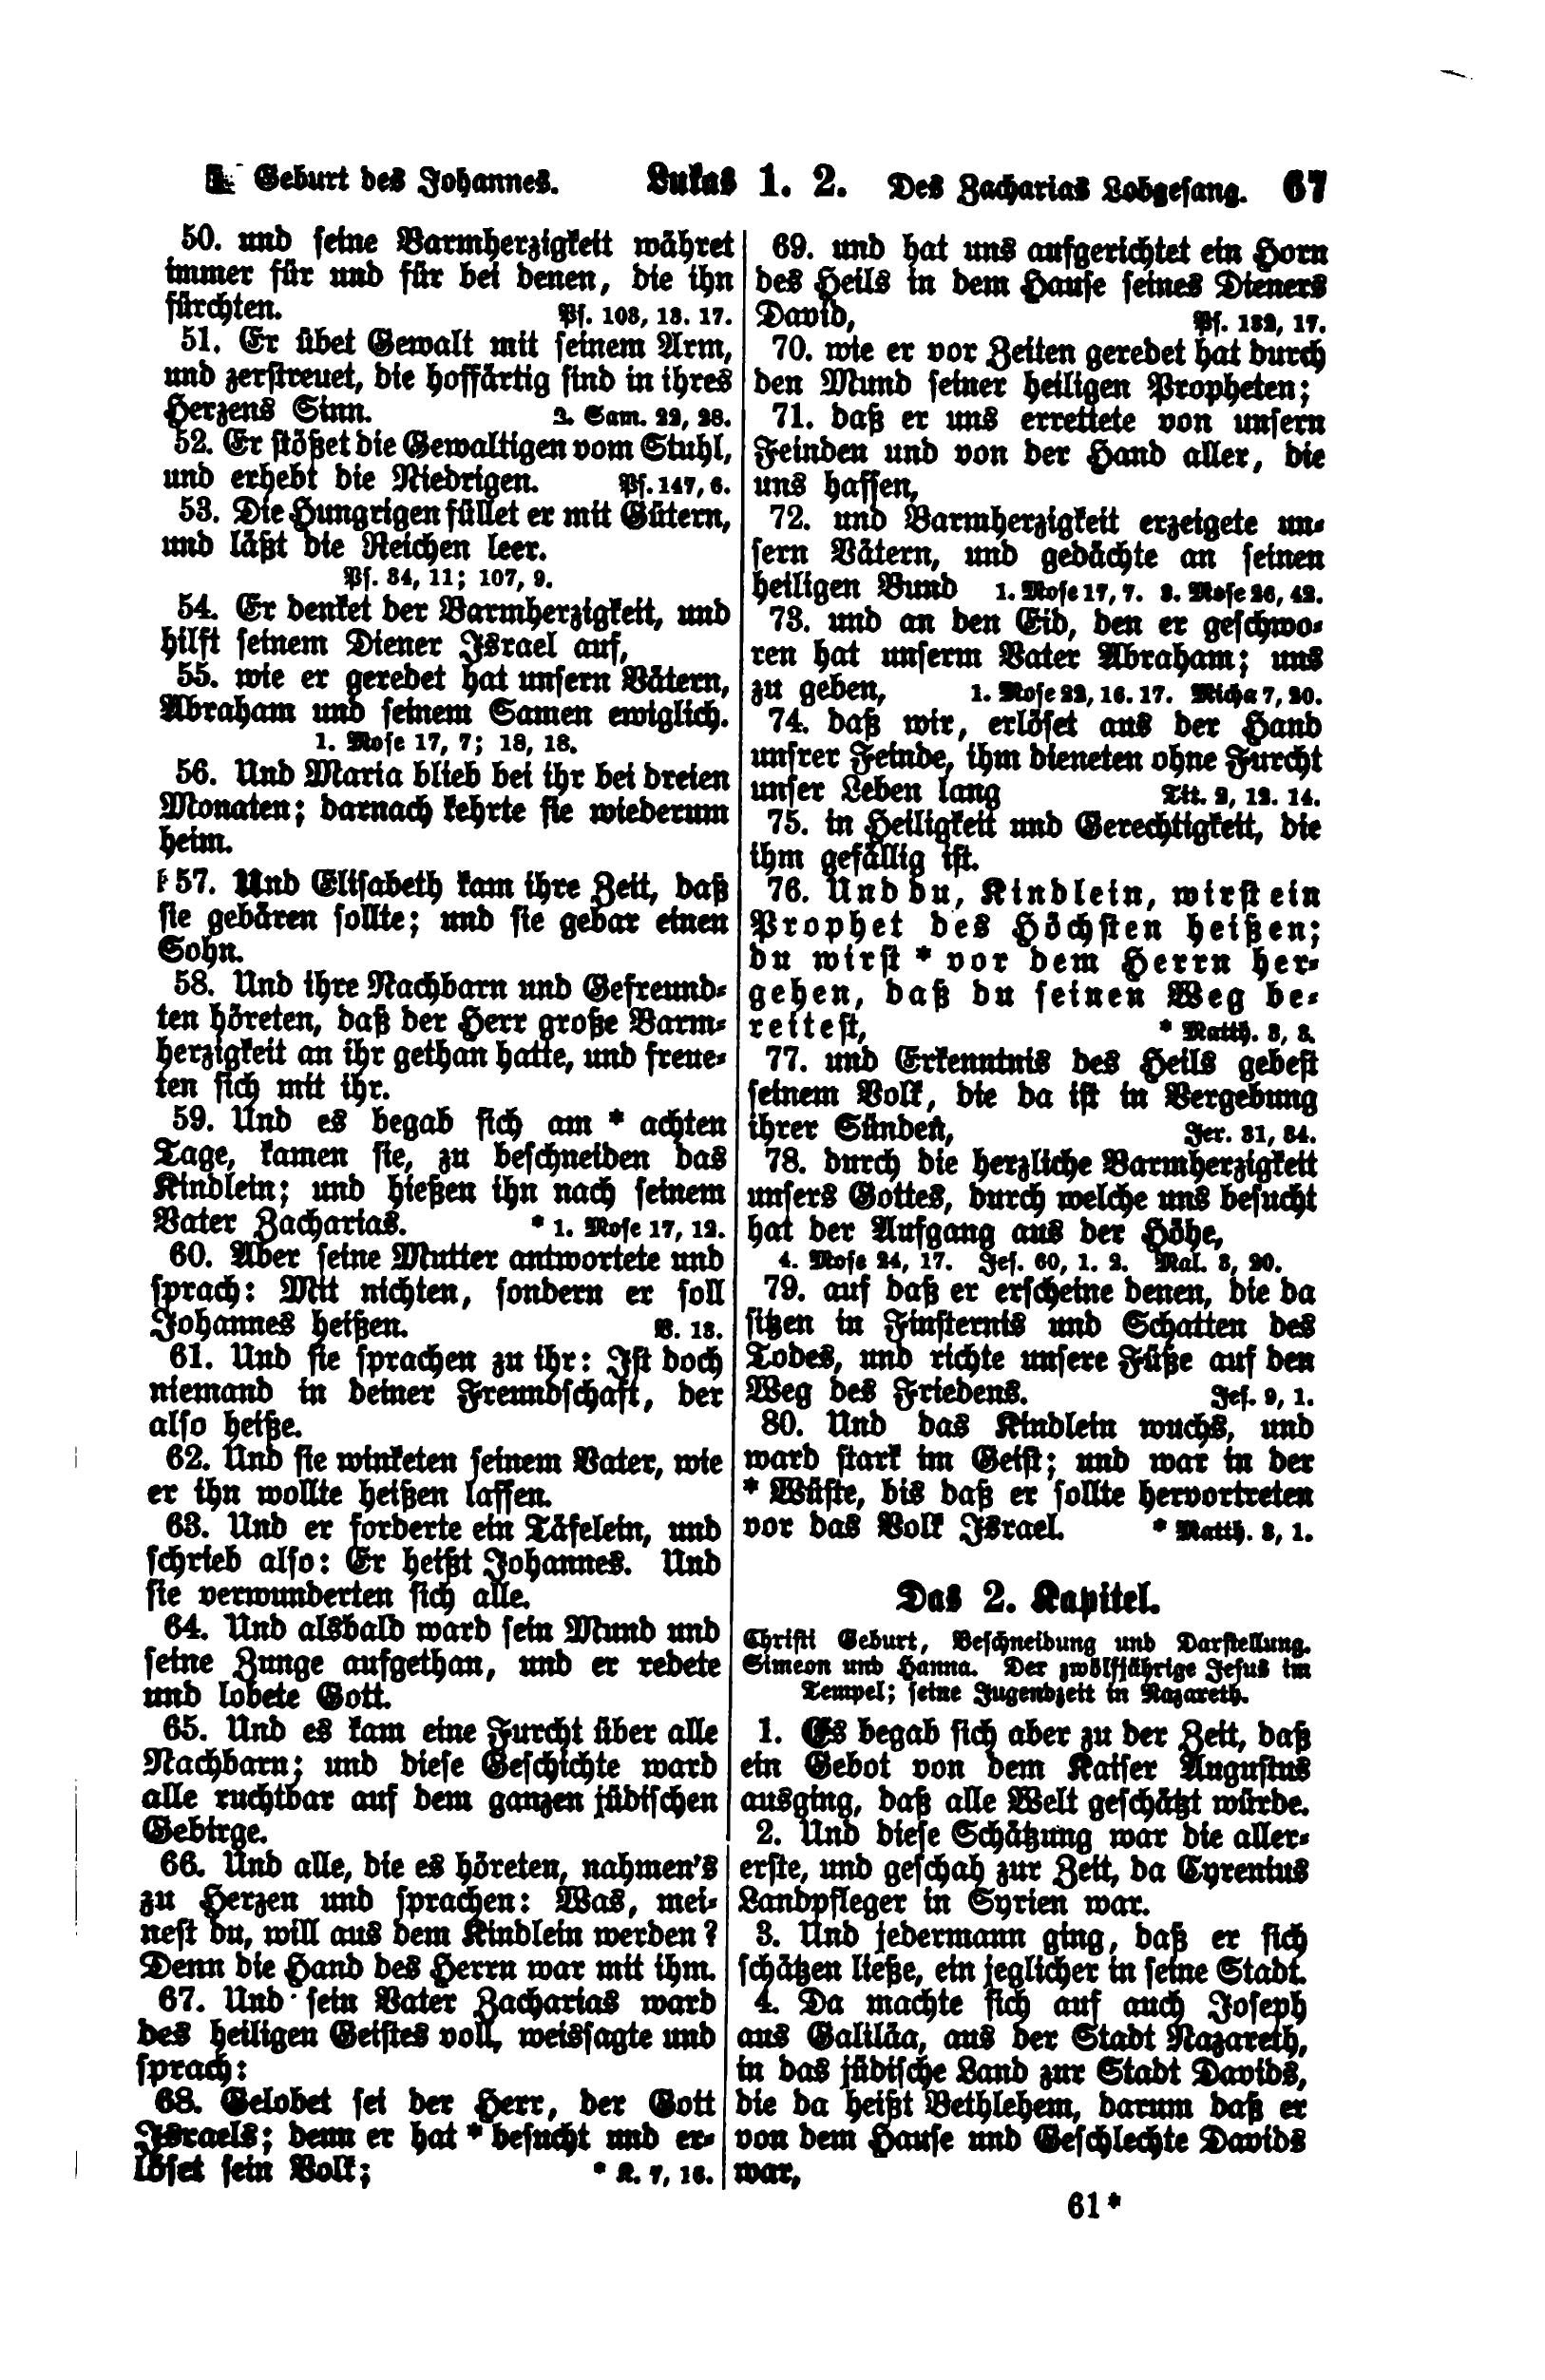 Geburt des Johannes. Lukas 1. 2. Des Zacharias Lobgesang. 67
50. und seine Barmherzigkeit währet
immer für und für bei denen, die ihn
fürchten. Ps. 103, 13. 17.
51. Er übet Gewalt mit seinem Arm,
und zerstreuet, die hoffärtig sind in ihres
Herzens Sinn. 2. Sam. 22, 28.
52. Er stößet die Gewaltigen vom Stuhl,
und erhebt die Niedrigen. Ps. 147, 6.
53. Die Hungrigen füllet er mit Gütern,
und läßt die Reichen leer.
Ps. 34, 11; 107, 9.
54. Er denket der Barmherzigkeit, und
hilft seinem Diener Israel auf,
55. wie er geredet hat unsern Vätern,
Abraham und seinem Samen ewiglich.
1. Mose 17, 7; 18, 18.
56. Und Maria blieb bei ihr bei dreien
Monaten; darnach kehrte sie wiederum
heim.
57. Und Elisabeth kam ihre Zeit, daß
sie gebären sollte; und sie gebar einen
Sohn.
58. Und ihre Nachbarn und Gefreund-
ten höreten, daß der Herr große Barm-
herzigkeit an ihr gethan hatte, und freue-
ten sich mit ihr.
59. Und es begab sich am * achten
Tage, kamen sie, zu beschneiden das
Kindlein; und hießen ihn nach seinem
Vater Zacharias. * 1. Mose 17, 12.
60. Aber seine Mutter antwortete und
sprach: Mit nichten, sondern er soll
Johannes heißen. V. 13.
61. Und sie sprachen zu ihr: Ist doch
niemand in deiner Freundschaft, der
also heiße.
62. Und sie winketen seinem Vater, wie
er ihn wollte heißen lassen.
63. Und er forderte ein Täfelein, und
schrieb also: Er heißt Johannes. Und
sie verwunderten sich alle.
64. Und alsbald ward sein Mund und
seine Zunge aufgethan, und er redete
und lobete Gott.
65. Und es kam eine Furcht über alle
Nachbarn; und diese Geschichte ward
alle ruchtbar auf dem ganzen jüdischen
Gebirge.
66. Und alle, die es höreten, nahmen's
zu Herzen und sprachen: Was, mei-
nest du, will aus dem Kindlein werden?
Denn die Hand des Herrn war mit ihm.
67. Und sein Vater Zacharias ward
des heiligen Geistes voll, weissagte und
sprach:
68. Gelobet sei der Herr, der Gott
Israels; denn er hat * besucht und er-
löset sein Volk; * K. 7, 16.
69. und hat uns aufgerichtet ein Horn
des Heils in dem Hause seines Dieners
David, Ps. 132, 17.
70. wie er vor Zeiten geredet hat durch
den Mund seiner heiligen Propheten;
71. daß er uns errettete von unsern
Feinden und von der Hand aller, die
uns hassen,
72. und Barmherzigkeit erzeigete un-
sern Vätern, und gedächte an seinen
heiligen Bund 1. Mose 17, 7. 3. Mose 26, 42.
73. und an den Eid, den er geschwo-
ren hat unserm Vater Abraham; uns
zu geben, 1. Mose 22, 16. 17. Micha 7, 20.
74. daß wir, erlöset aus der Hand
unsrer Feinde, ihm dieneten ohne Furcht
unser Leben lang Tit. 2, 12. 14.
75. in Heiligkeit und Gerechtigkeit, die
ihm gefällig ist.
76. Und du, Kindlein, wirst ein
Prophet des Höchsten heißen;
du wirst * vor dem Herrn her-
gehen, daß du seinen Weg be-
reitest, * Matth. 3, 3.
77. und Erkenntnis des Heils gebest
seinem Volk, die da ist in Vergebung
ihrer Sünden, Jer. 31, 34.
78. durch die herzliche Barmherzigkeit
unsers Gottes, durch welche uns besucht
hat der Aufgang aus der Höhe,
4. Mose 24, 17. Jes. 60, 1. 2. Mal. 3, 20.
79. auf daß er erscheine denen, die da
sitzen in Finsternis und Schatten des
Todes, und richte unsere Füße auf den
Weg des Friedens. Jes. 9, 1.
80. Und das Kindlein wuchs, und
ward stark im Geist; und war in der
* Wüste, bis daß er sollte hervortreten
vor das Volk Israel. * Matth. 3, 1.
Das 2. Kapitel.
Christi Geburt, Beschneidung und Darstellung.
Simeon und Hanna. Der zwölfjährige Jesus im
Tempel; seine Jugendzeit in Nazareth.
1. Es begab sich aber zu der Zeit, daß
ein Gebot von dem Kaiser Augustus
ausging, daß alle Welt geschätzt würde.
2. Und diese Schätzung war die aller-
erste, und geschah zur Zeit, da Cyrenius
Landpfleger in Syrien war.
3. Und jedermann ging, daß er sich
schätzen ließe, ein jeglicher in seine Stadt.
4. Da machte sich auf auch Joseph
aus Galiläa, aus der Stadt Nazareth,
in das jüdische Land zur Stadt Davids,
die da heißt Bethlehem, darum daß er
von dem Hause und Geschlechte Davids
war,
61*